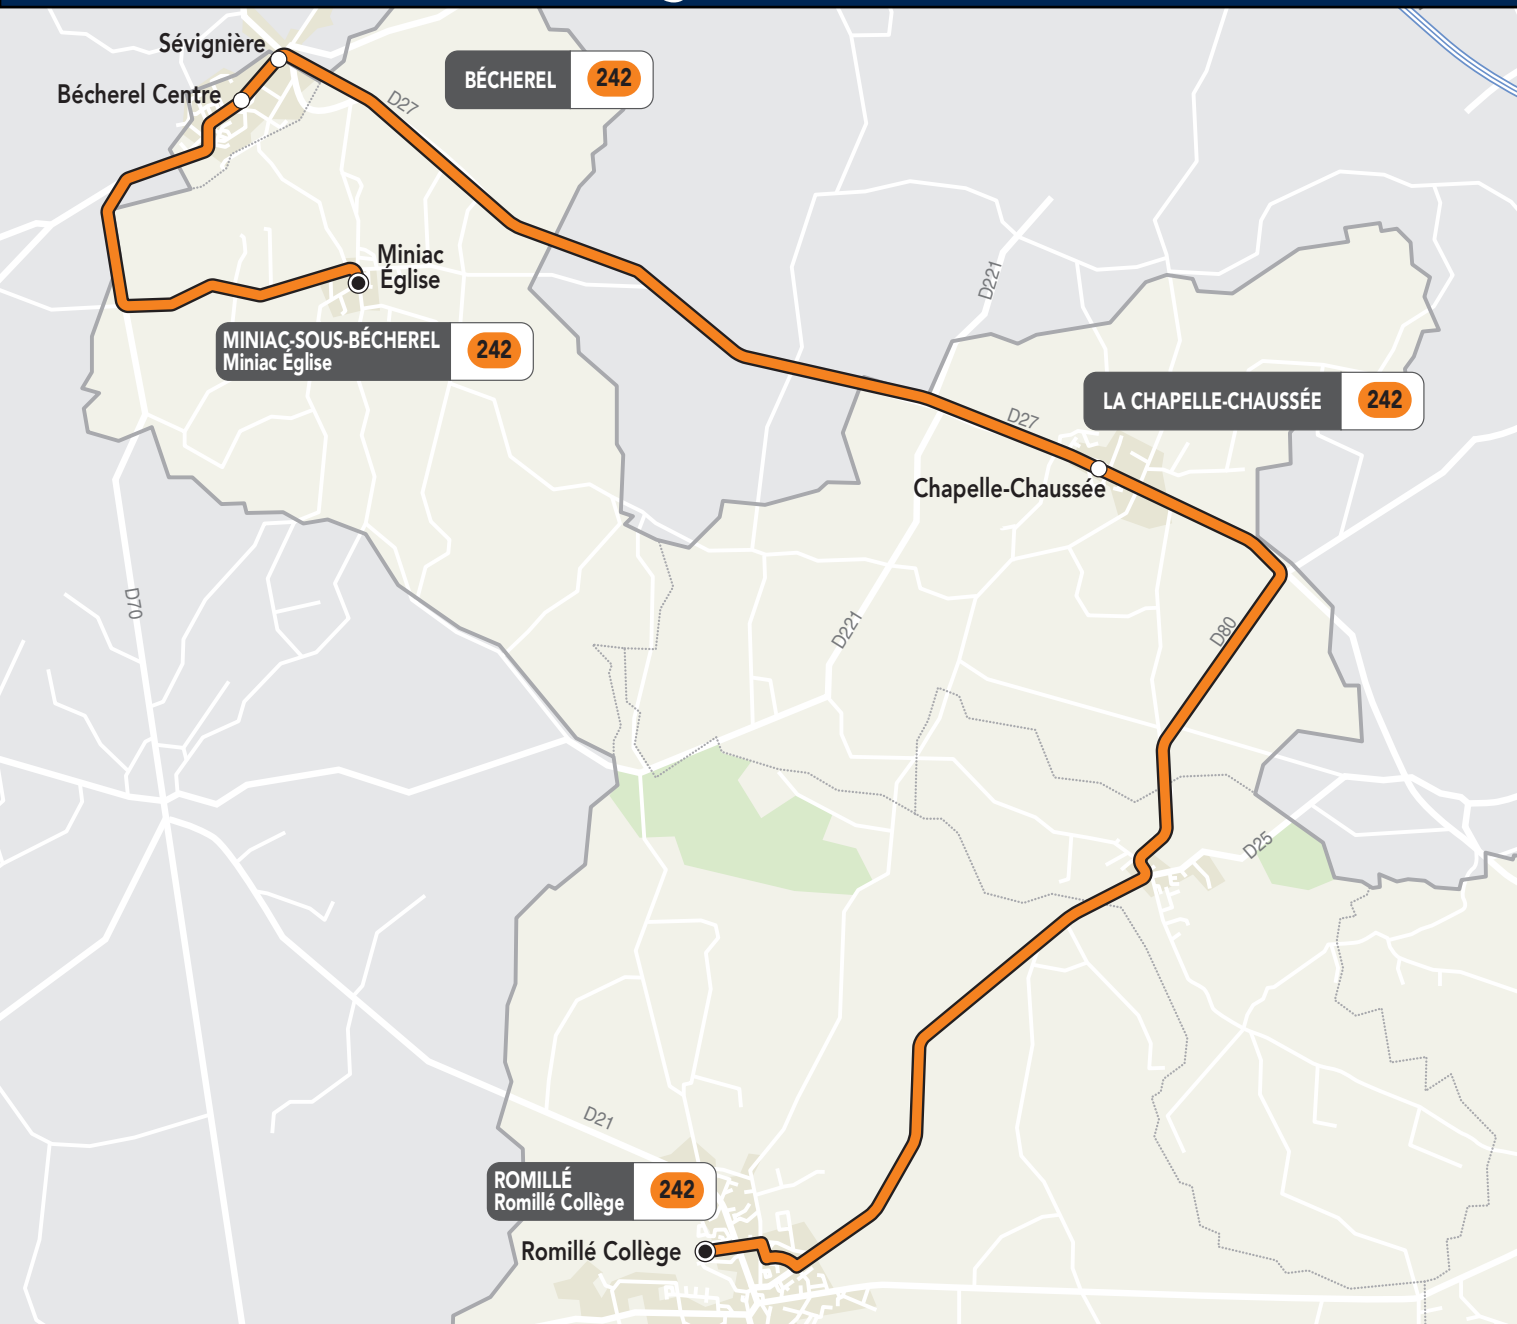 Sévignière
Bécherel Centre
BÉCHEREL
242
D27
Miniac
Église
MINIAC-SOUS-BÉCHEREL
Miniac Église
242
D221
LA CHAPELLE-CHAUSSÉE
242
D27
Chapelle-Chaussée
D70
D221
D80
D25
D21
ROMILLÉ
Romillé Collège
242
Romillé Collège